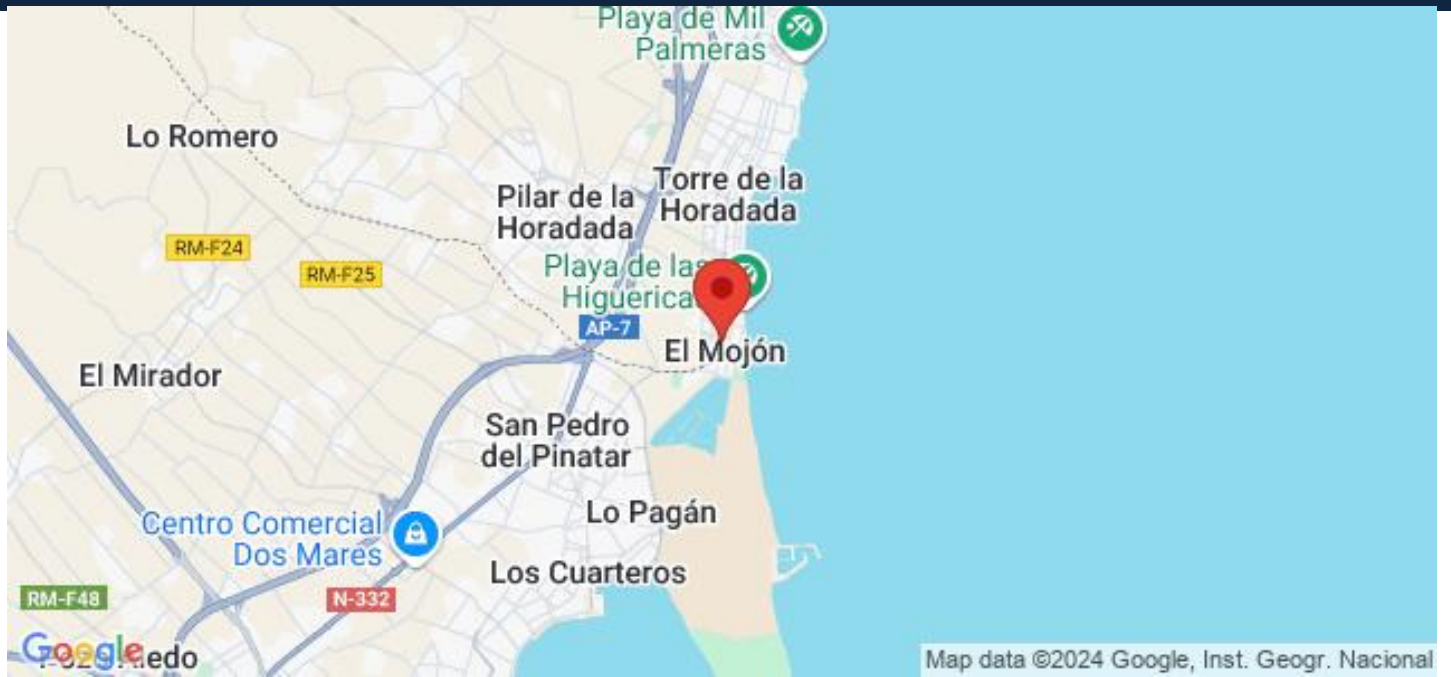 Playa de Mil
Palmeras
Lo Romero
Pilar de la
Horadada
Torre de la
Horadada
RM-F24
RM-F25
Playa de las
Higuericas
AP-7
El Mojón
El Mirador
San Pedro
del Pinatar
Lo Pagán
Centro Comercial
Dos Mares
Los Cuarteros
RM-F48
N-332
Google
Map data ©2024 Google, Inst. Geogr. Nacional